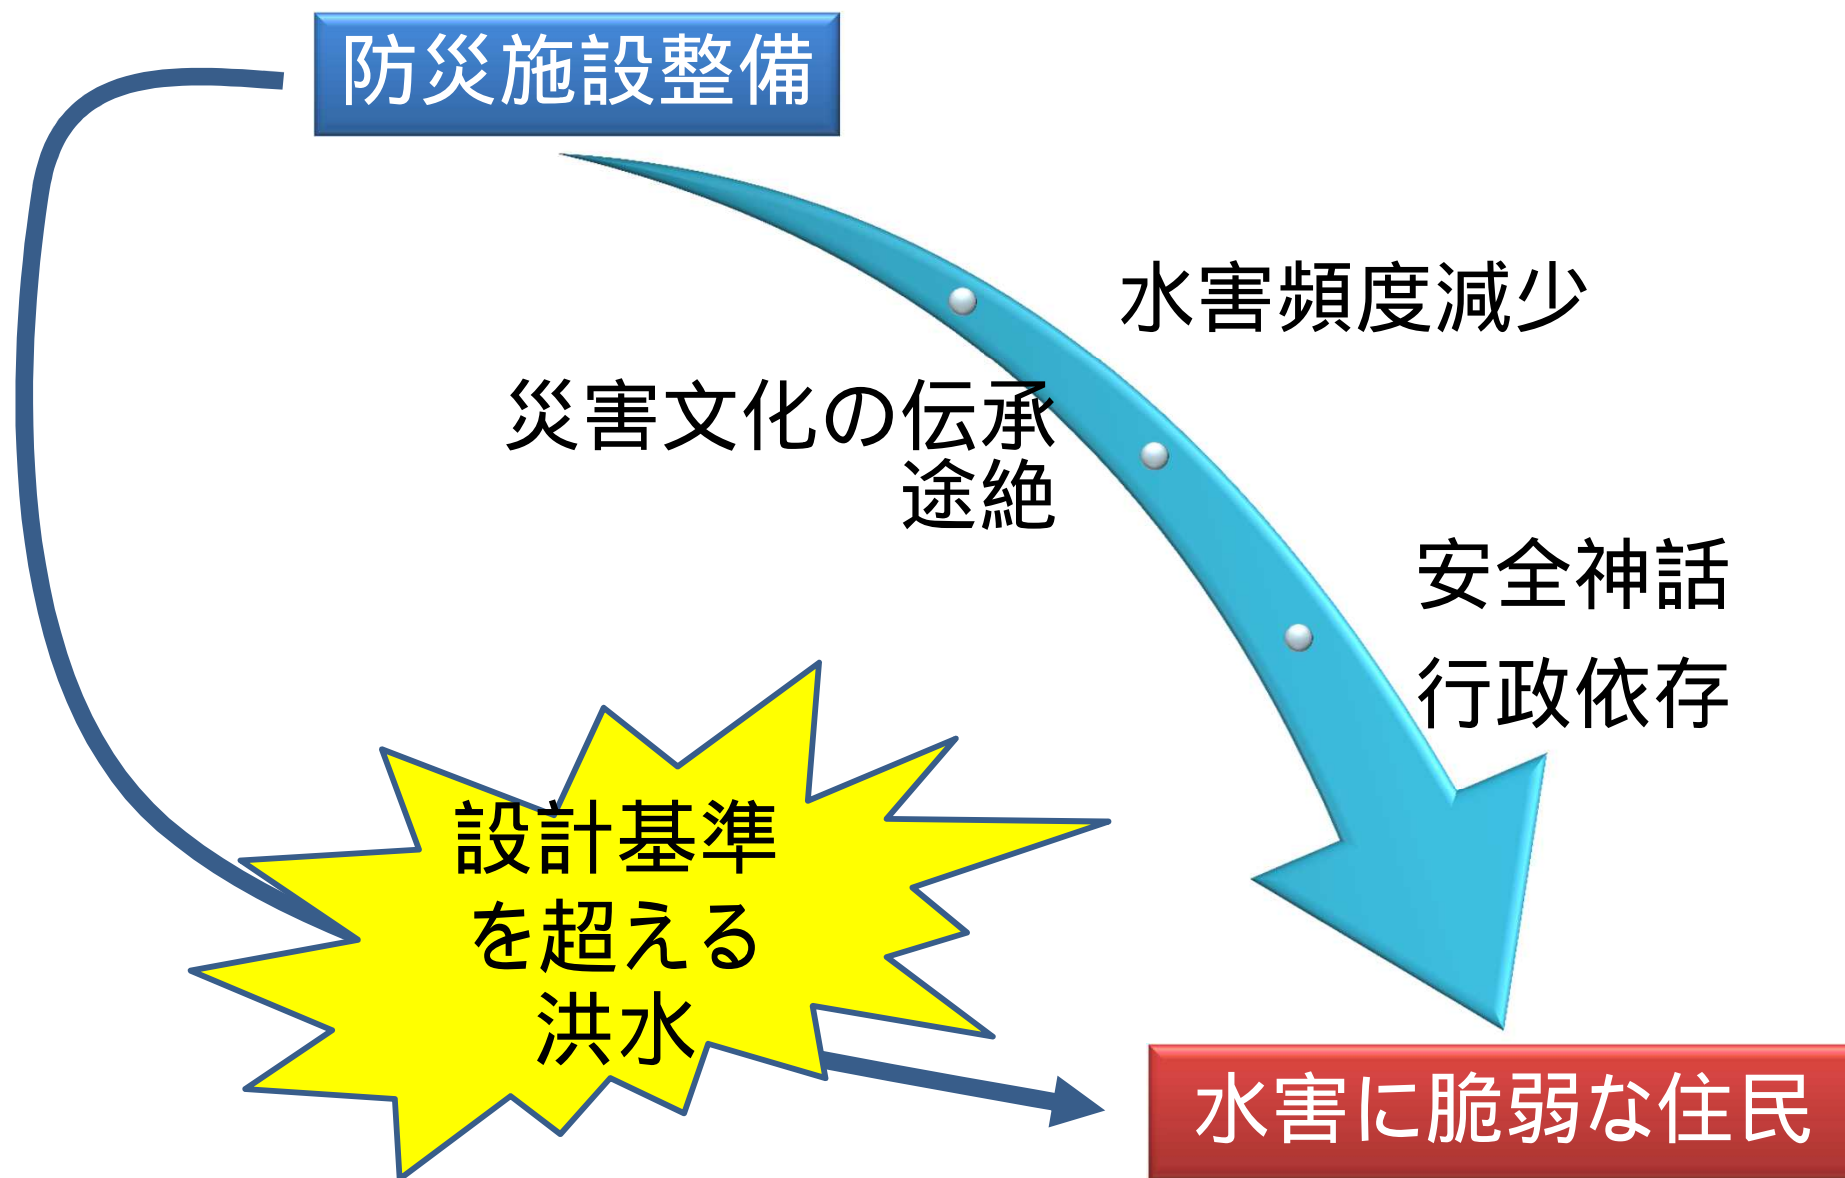 防災施設整備
水害頻度減少
災害文化の伝承
途絶
安全神話
行政依存
設計基準
を超える
洪水
水害に脆弱な住民